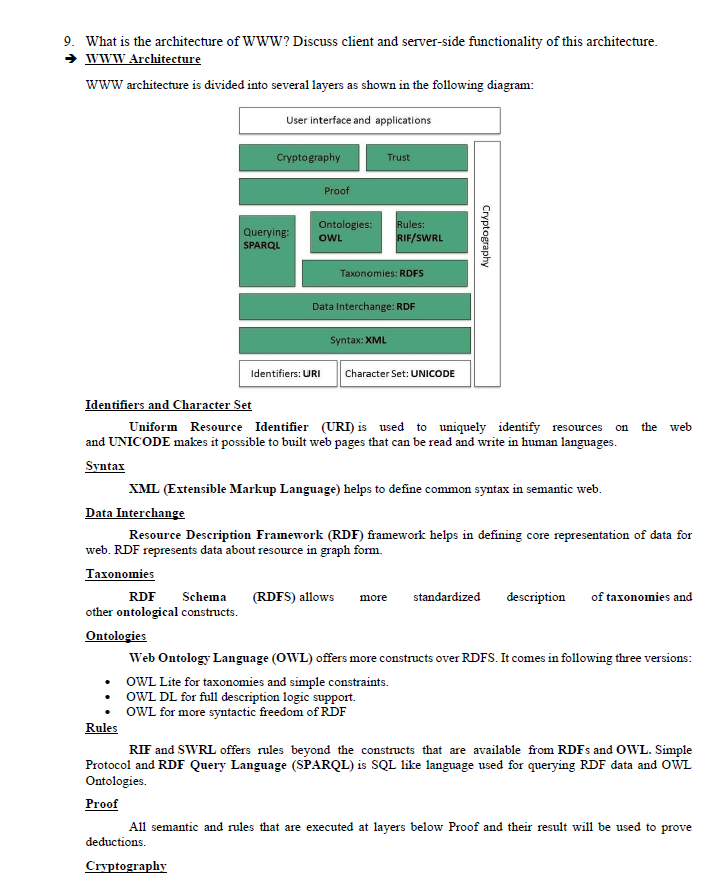 9. What is the architecture of WWW? Discuss client and server-side functionality of this architecture.
➔ WWW Architecture
WWW architecture is divided into several layers as shown in the following diagram:
User interface and applications
Cryptography
Trust
Proof
Querying:
SPARQL
Ontologies:
OWL
Rules:
RIF/SWRL
Cryptography
Taxonomies: RDFS
Data Interchange: RDF
Syntax: XML
Identifiers: URI
Character Set: UNICODE
Identifiers and Character Set
Uniform Resource Identifier (URI) is used to uniquely identify resources on the web
and UNICODE makes it possible to built web pages that can be read and write in human languages.
Syntax
XML (Extensible Markup Language) helps to define common syntax in semantic web.
Data Interchange
Resource Description Framework (RDF) framework helps in defining core representation of data for
web. RDF represents data about resource in graph form.
Taxonomies
RDF Schema (RDFS) allows more standardized description of taxonomies and
other ontological constructs.
Ontologies
Web Ontology Language (OWL) offers more constructs over RDFS. It comes in following three versions:
• OWL Lite for taxonomies and simple constraints.
• OWL DL for full description logic support.
• OWL for more syntactic freedom of RDF
Rules
RIF and SWRL offers rules beyond the constructs that are available from RDFs and OWL. Simple
Protocol and RDF Query Language (SPARQL) is SQL like language used for querying RDF data and OWL
Ontologies.
Proof
All semantic and rules that are executed at layers below Proof and their result will be used to prove
deductions.
Cryptography